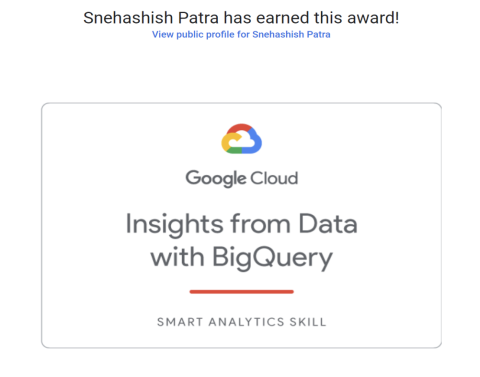 Snehashish Patra has earned this award!
View public profile for Snehashish Patra
Google Cloud
Insights from Data
with BigQuery
SMART ANALYTICS SKILL